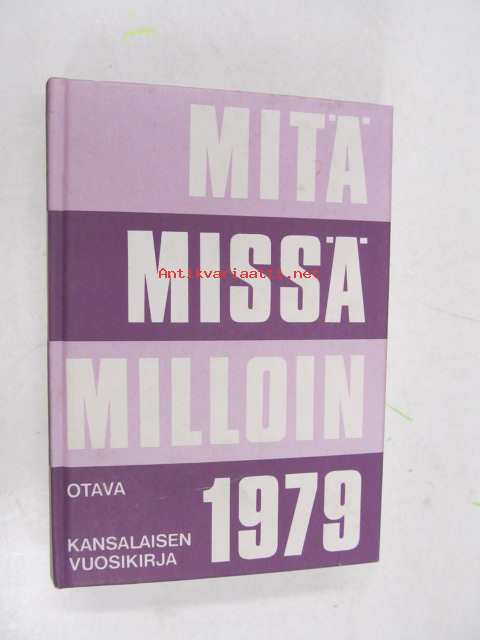 MITÄ
MISSÄ
Antikvariaatti.net
MILLOIN
1979
OTAVA
KANSALAISEN
VUOSIKIRJA